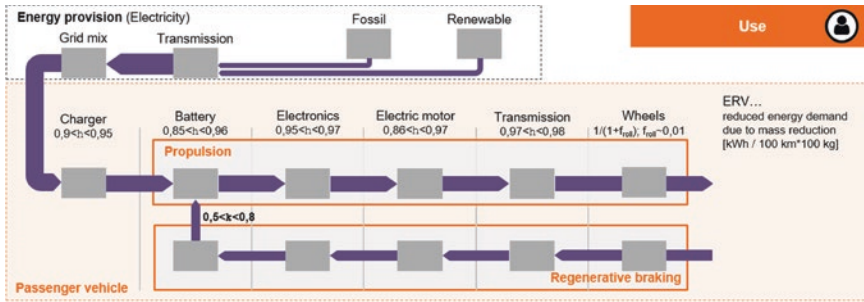 Energy provision (Electricity)
Fossil
Renewable
Use
Grid mix
Transmission
Charger
0,9<h<0,95
Battery
0,85<h<0,96
Electronics
0,95<h<0,97
Electric motor
0,86<h<0,97
Transmission
0,97<h<0,98
Wheels
1/(1+froll); froll~0,01
ERV…
reduced energy demand
due to mass reduction
[kWh / 100 km*100 kg]
Propulsion
0,5<k<0,8
Passenger vehicle
Regenerative braking